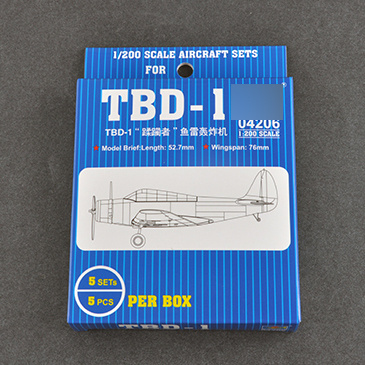 1/200 SCALE AIRCRAFT SETS
FOR
TBD-1
04206
1:200 SCALE
TBD-1 “蹂躏者” 鱼雷轰炸机
Model Brief:Length: 52.7mm Wingspan: 76mm
5 SETs
5 PCS
PER BOX
TBD-1